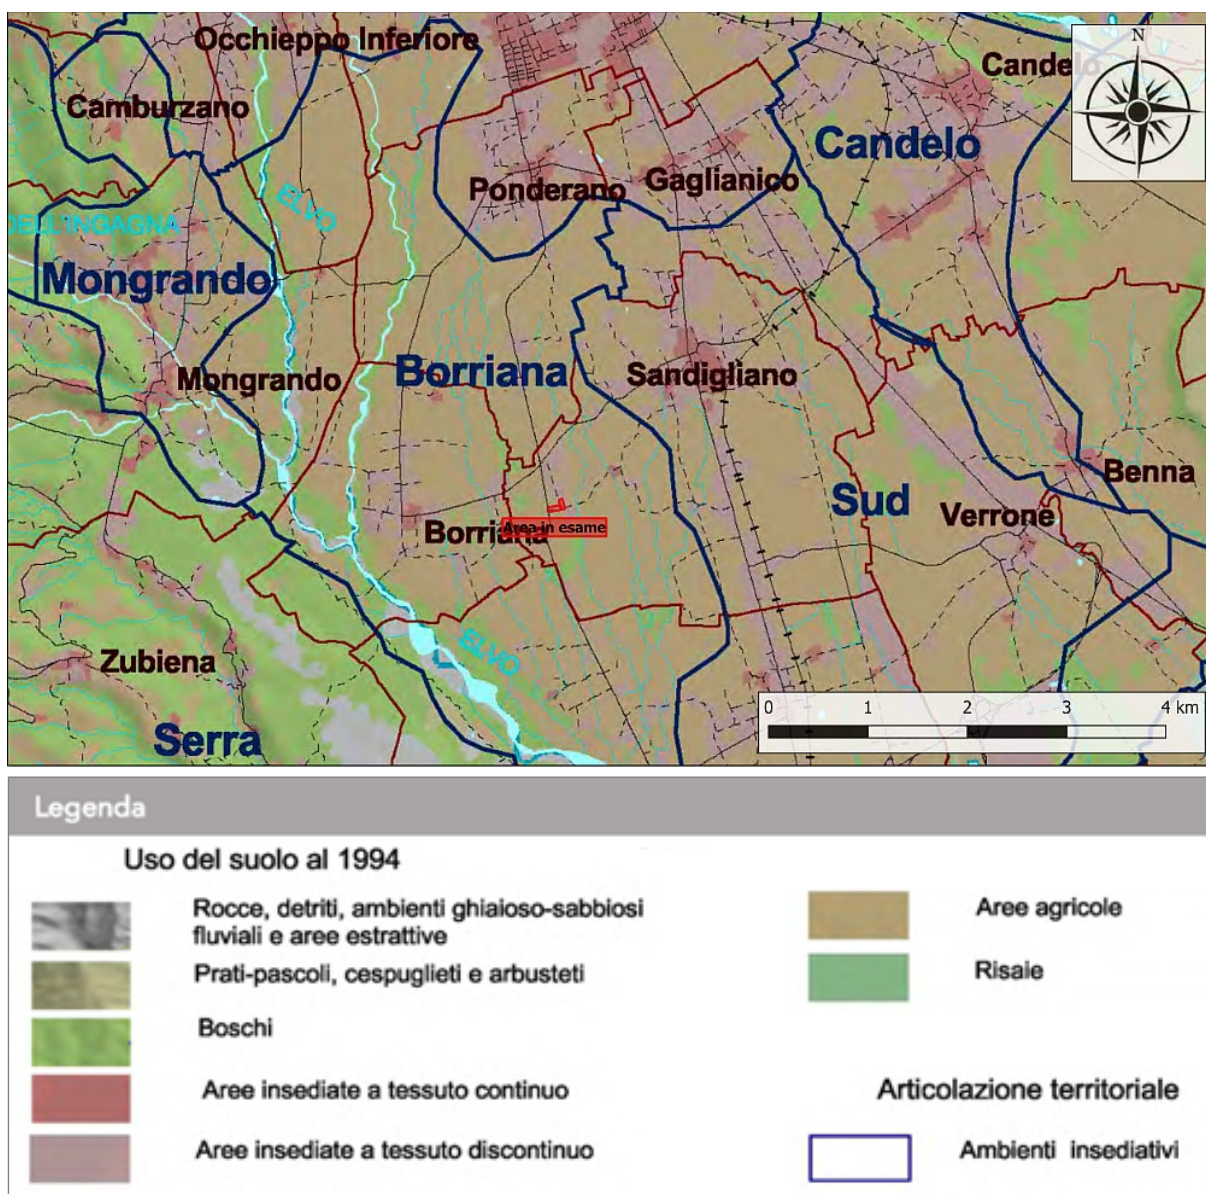 Occhieppo Inferiore
Candelo
N
Camburzano
Candelo
Ponderano
Gaglianico
ELVO
DELL'INGAGNA
Mongrando
Mongrando
Borriana
Sandigliano
Benna
Sud
Verrone
Borriana
Area in esame
ELVO
Zubiena
Serra
0 1 2 3 4 km
Legenda
Uso del suolo al 1994
Rocce, detriti, ambienti ghiaioso-sabbiosi
fluviali e aree estrattive
Prati-pascoli, cespuglieti e arbusteti
Boschi
Aree insediate a tessuto continuo
Aree insediate a tessuto discontinuo
Aree agricole
Risaie
Articolazione territoriale
Ambienti insediativi